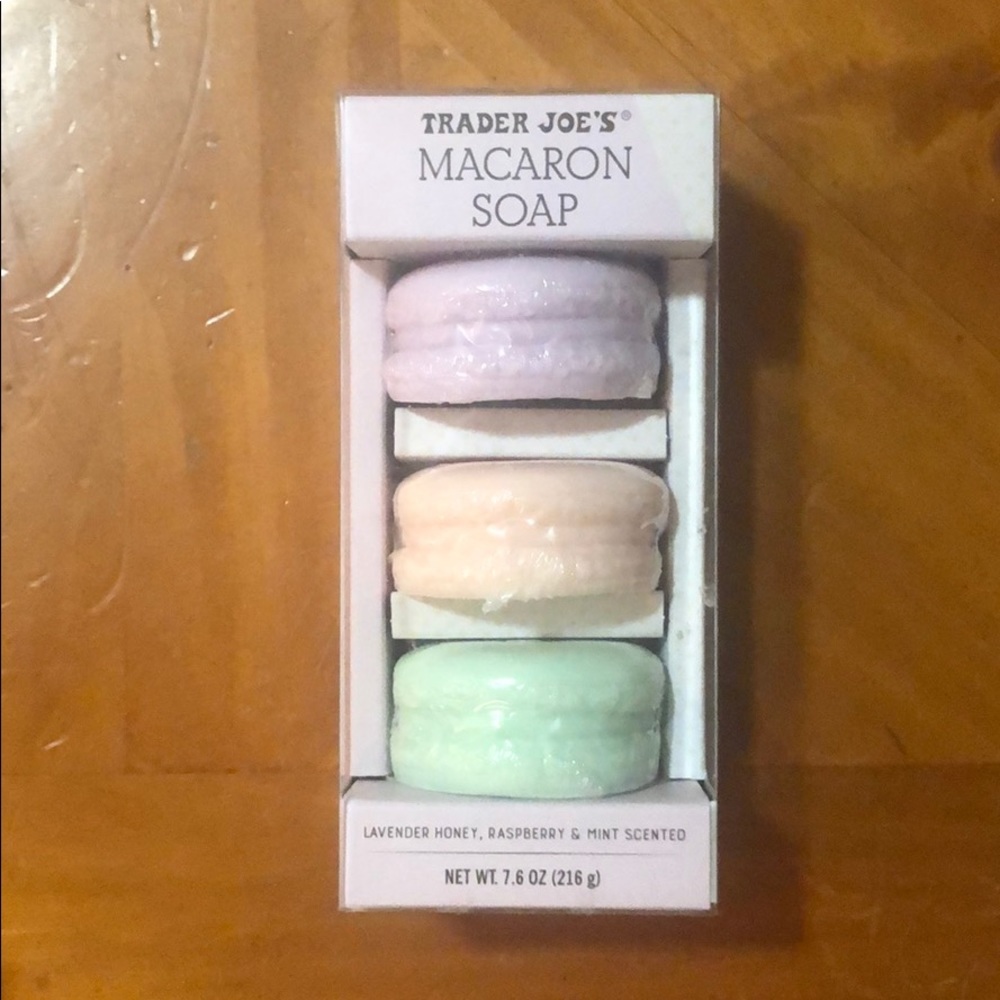 TRADER JOE'S®
MACARON
SOAP
LAVENDER HONEY, RASPBERRY & MINT SCENTED
NET WT. 7.6 OZ (216 g)